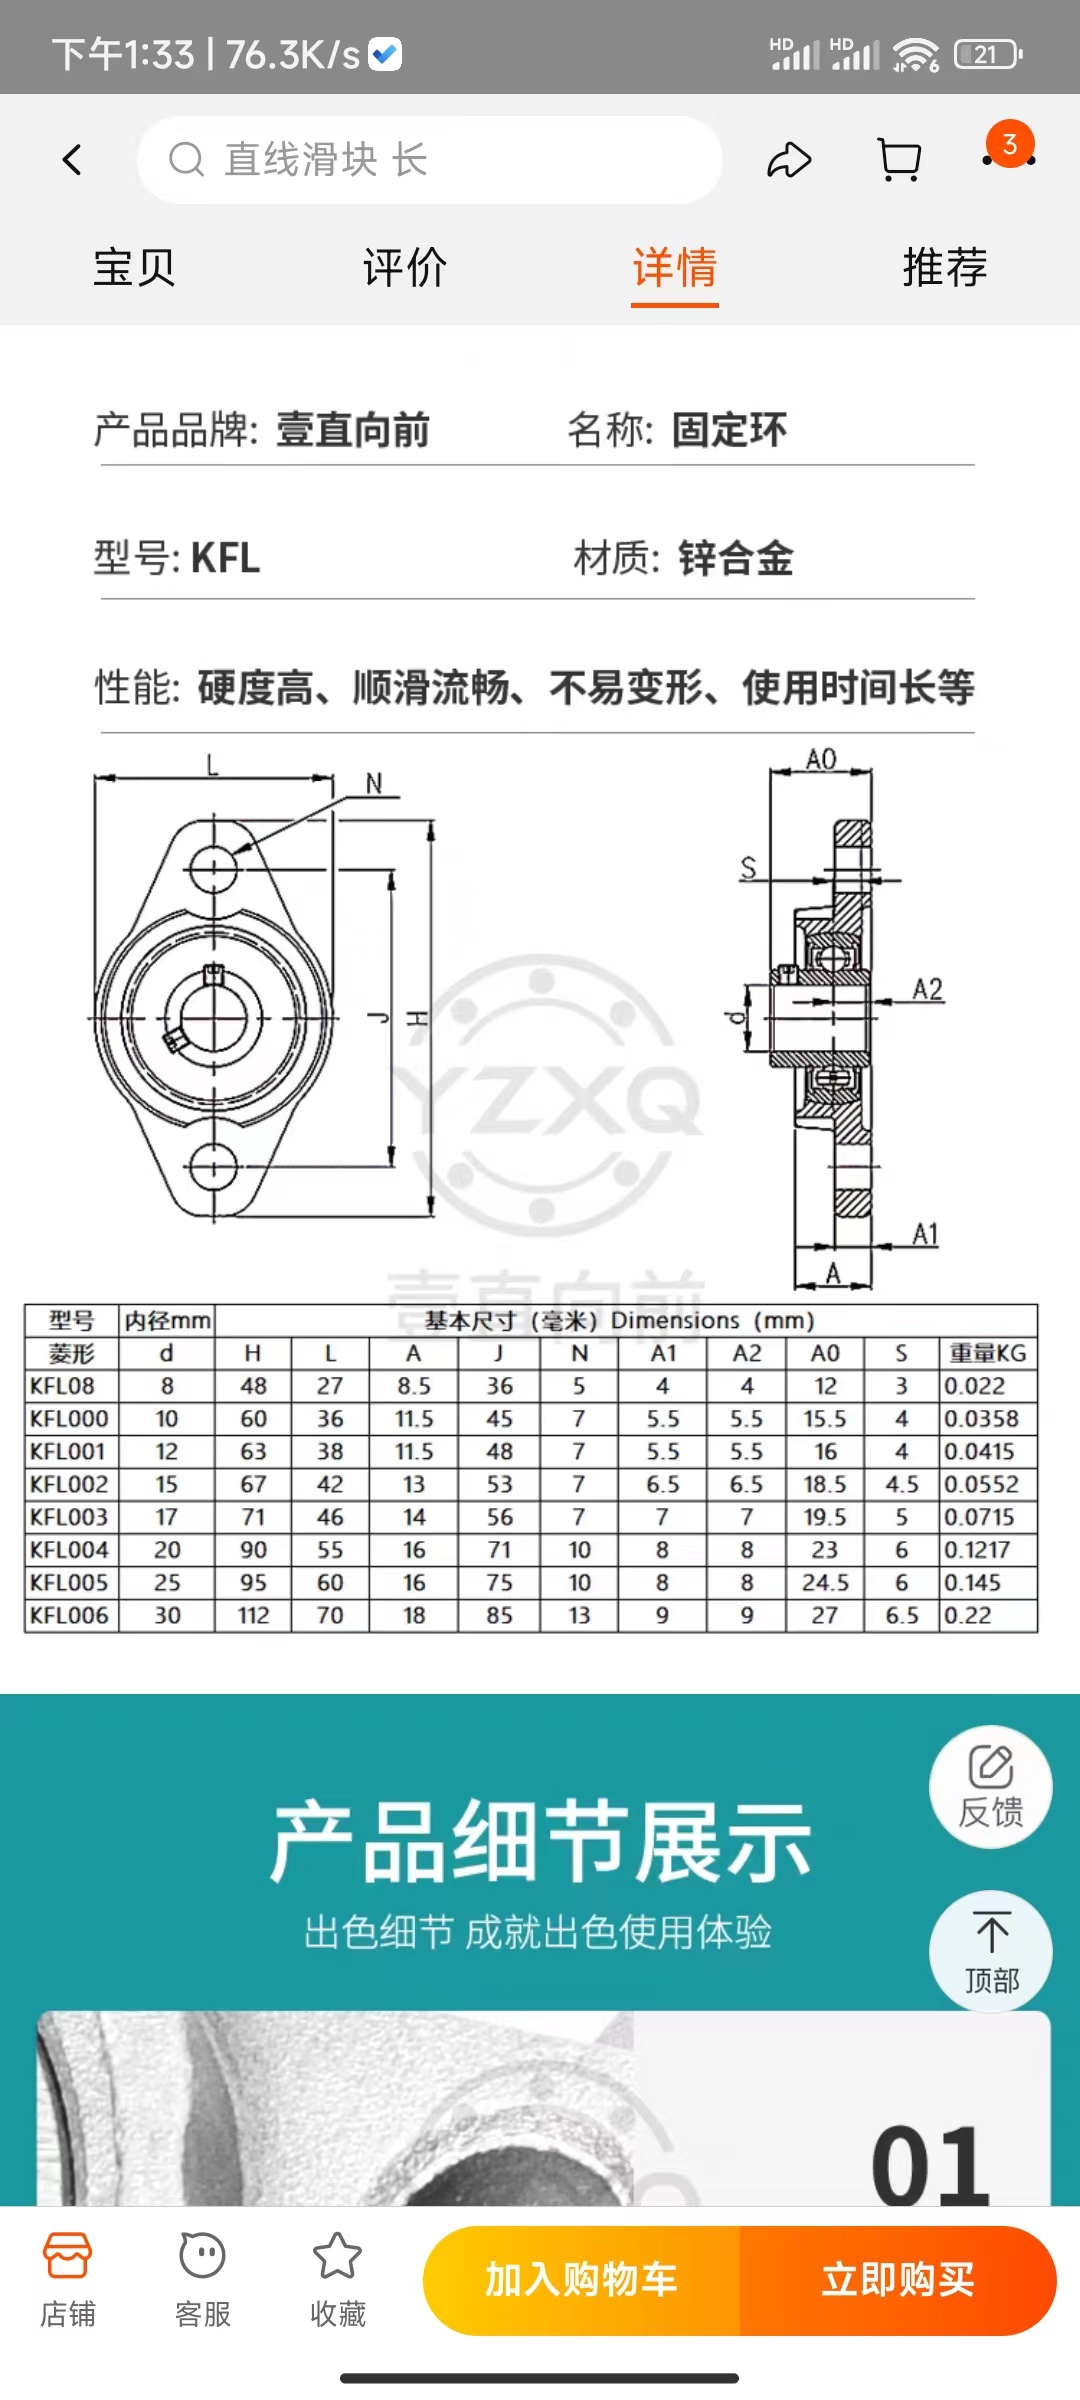 下午1:33 | 76.3K/s
HD HD 6 21
直线滑块 长
3
宝贝 评价 详情 推荐
产品品牌: 壹直向前 名称: 固定环
型号: KFL 材质: 锌合金
性能: 硬度高、顺滑流畅、不易变形、使用时间长等
L
N
A0
S
A2
J
H
d
A1
A
YZXQ
壹直向前
型号 内径mm 基本尺寸（毫米）Dimensions（mm）
菱形 d H L A J N A1 A2 A0 S 重量KG
KFL08 8 48 27 8.5 36 5 4 4 12 3 0.022
KFL000 10 60 36 11.5 45 7 5.5 5.5 15.5 4 0.0358
KFL001 12 63 38 11.5 48 7 5.5 5.5 16 4 0.0415
KFL002 15 67 42 13 53 7 6.5 6.5 18.5 4.5 0.0552
KFL003 17 71 46 14 56 7 7 7 19.5 5 0.0715
KFL004 20 90 55 16 71 10 8 8 23 6 0.1217
KFL005 25 95 60 16 75 10 8 8 24.5 6 0.145
KFL006 30 112 70 18 85 13 9 9 27 6.5 0.22
反馈
产品细节展示
出色细节 成就出色使用体验
顶部
01
店铺 客服 收藏 加入购物车 立即购买